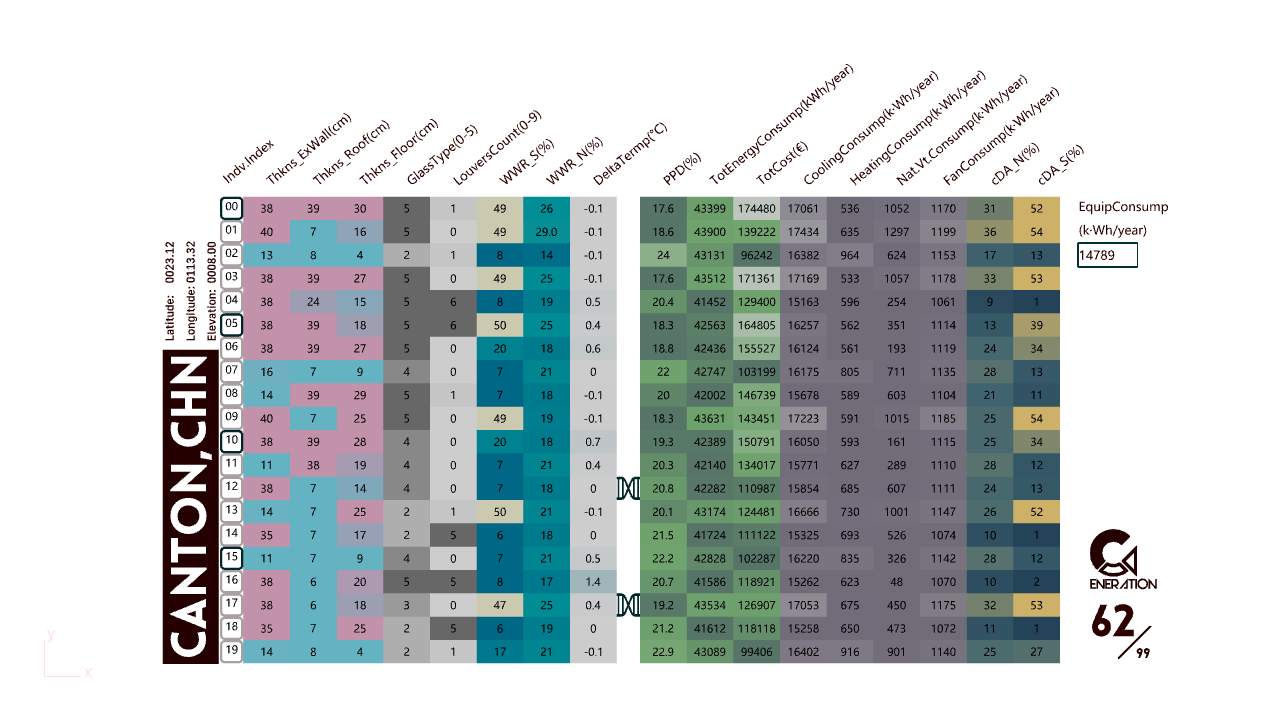 Indv.Index Thkns_ExWall(cm) Thkns_Roof(cm) Thkns_Floor(cm) GlassType(0-5) LouversCount(0-9) WWR_S(%) WWR_N(%) DeltaTermp(°C) PPD(%) TotEnergyConsump(kWh/year) TotCost(€) CoolingConsump(k·Wh/year) HeatingConsump(k·Wh/year) Nat.Vt.Consump(k·Wh/year) FanConsump(k·Wh/year) cDA_N(%) cDA_S(%)
00 38 39 30 5 1 49 26 -0.1 17.6 43399 174480 17061 536 1052 1170 31 52
01 40 7 16 5 0 49 29.0 -0.1 18.6 43900 139222 17434 635 1297 1199 36 54
02 13 8 4 2 1 8 14 -0.1 24 43131 96242 16382 964 624 1153 17 13
03 38 39 27 5 0 49 25 -0.1 17.6 43512 171361 17169 533 1057 1178 33 53
04 38 24 15 5 6 8 19 0.5 20.4 41452 129400 15163 596 254 1061 9 1
05 38 39 18 5 6 50 25 0.4 18.3 42563 164805 16257 562 351 1114 13 39
06 38 39 27 5 0 20 18 0.6 18.8 42436 155527 16124 561 193 1119 24 34
07 16 7 9 4 0 7 21 0 22 42747 103199 16175 805 711 1135 28 13
08 14 39 29 5 1 7 18 -0.1 20 42002 146739 15678 589 603 1104 21 11
09 40 7 25 5 0 49 19 -0.1 18.3 43631 143451 17223 591 1015 1185 25 54
10 38 39 28 4 0 20 18 0.7 19.3 42389 150791 16050 593 161 1115 25 34
11 11 38 19 4 0 7 21 0.4 20.3 42140 134017 15771 627 289 1110 28 12
12 38 7 14 4 0 7 18 0 20.8 42282 110987 15854 685 607 1111 24 13
13 14 7 25 2 1 50 21 -0.1 20.1 43174 124481 16666 730 1001 1147 26 52
14 35 7 17 2 5 6 18 0 21.5 41724 111122 15325 693 526 1074 10 1
15 11 7 9 4 0 7 21 0.5 22.2 42828 102287 16220 835 326 1142 28 12
16 38 6 20 5 5 8 17 1.4 20.7 41586 118921 15262 623 48 1070 10 2
17 38 6 18 3 0 47 25 0.4 19.2 43534 126907 17053 675 450 1175 32 53
18 35 7 25 2 5 6 19 0 21.2 41612 118118 15258 650 473 1072 11 1
19 14 8 4 2 1 17 21 -0.1 22.9 43089 99406 16402 916 901 1140 25 27
Latitude: 0023.12
Longitude: 0113.32
Elevation: 0008.00
CANTON,CHN
EquipConsump
(k·Wh/year)
14789
ENERATION
62/99
y
x